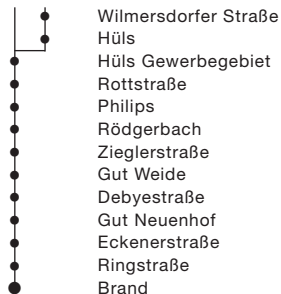 Wilmersdorfer Straße
Hüls
Hüls Gewerbegebiet
Rottstraße
Philips
Rödgerbach
Zieglerstraße
Gut Weide
Debyestraße
Gut Neuenhof
Eckenerstraße
Ringstraße
Brand